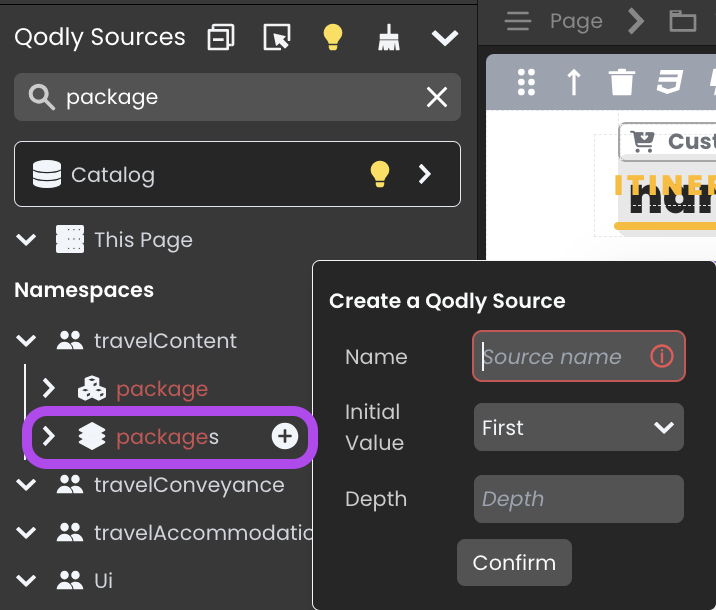 Qodly Sources
Page
package
Catalog
Cust
ITINER
nar
This Page
Namespaces
travelContent
package
packages
travelConveyance
travelAccommodatio
Ui
Create a Qodly Source
Name
Source name
Initial
Value
First
Depth
Depth
Confirm